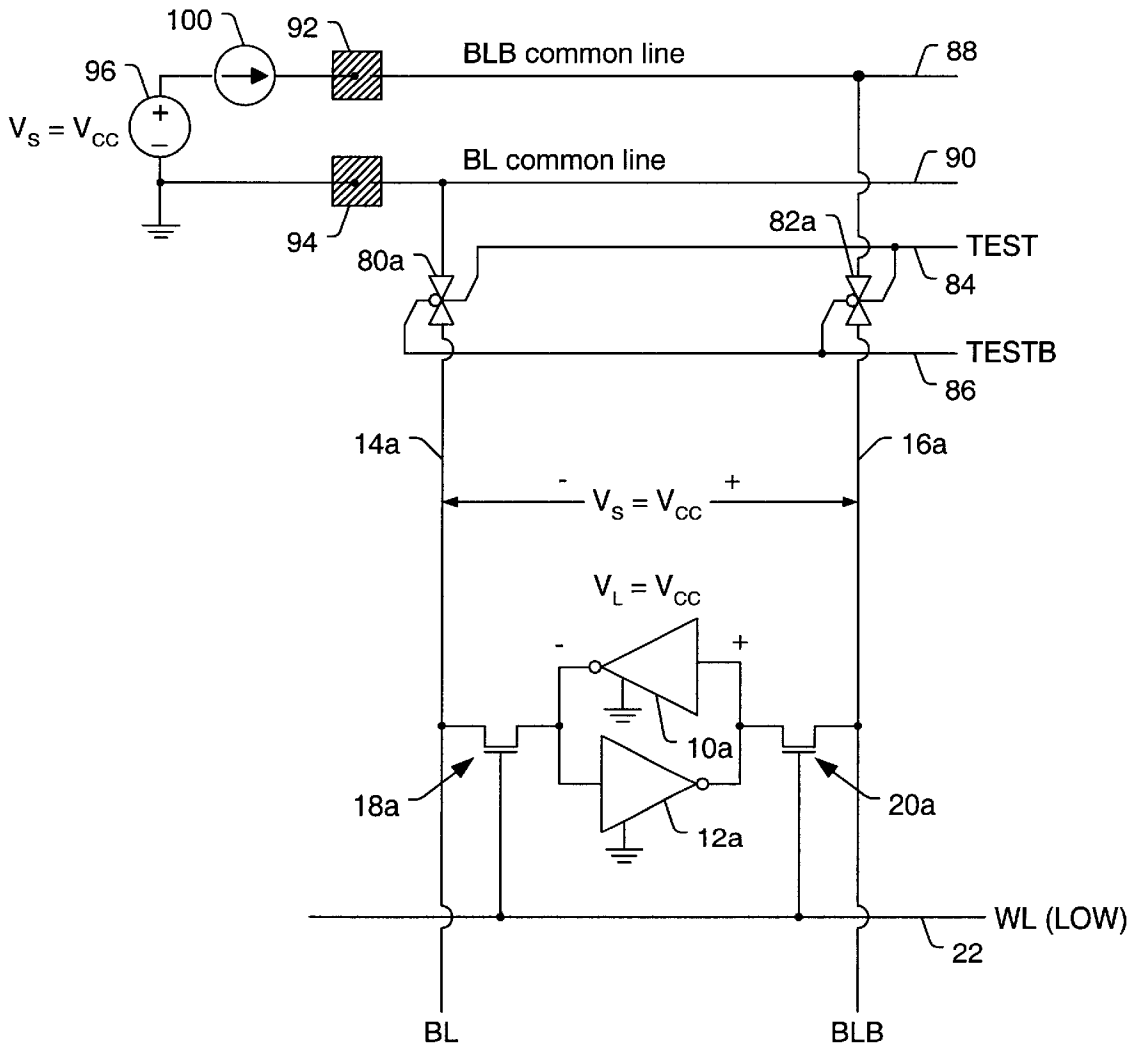 100
92
96
BLB common line
88
+
−
V_S = V_CC
BL common line
90
94
82a
80a
TEST
84
TESTB
86
14a
16a
- V_S = V_CC +
V_L = V_CC
- +
10a
18a
12a
20a
WL (LOW)
22
BL
BLB